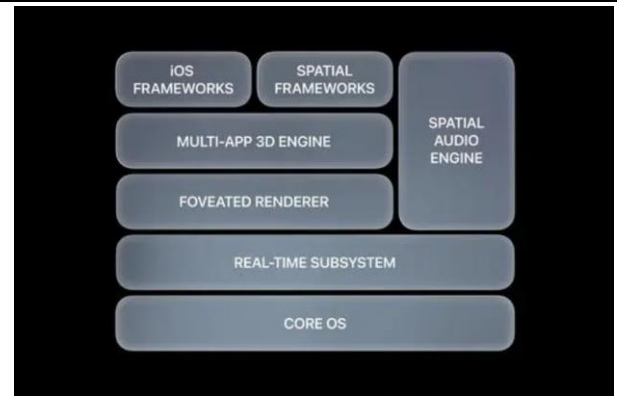 iOS
FRAMEWORKS
SPATIAL
FRAMEWORKS
SPATIAL
AUDIO
ENGINE
MULTI-APP 3D ENGINE
FOVEATED RENDERER
REAL-TIME SUBSYSTEM
CORE OS